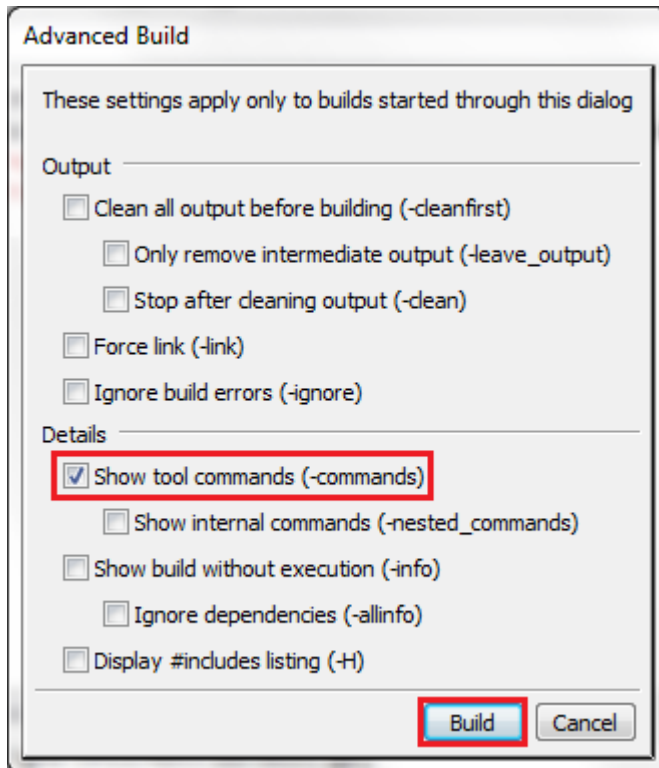 Advanced Build
These settings apply only to builds started through this dialog
Output
Clean all output before building (-cleanfirst)
Only remove intermediate output (-leave_output)
Stop after cleaning output (-clean)
Force link (-link)
Ignore build errors (-ignore)
Details
Show tool commands (-commands)
Show internal commands (-nested_commands)
Show build without execution (-info)
Ignore dependencies (-allinfo)
Display #includes listing (-H)
Build Cancel